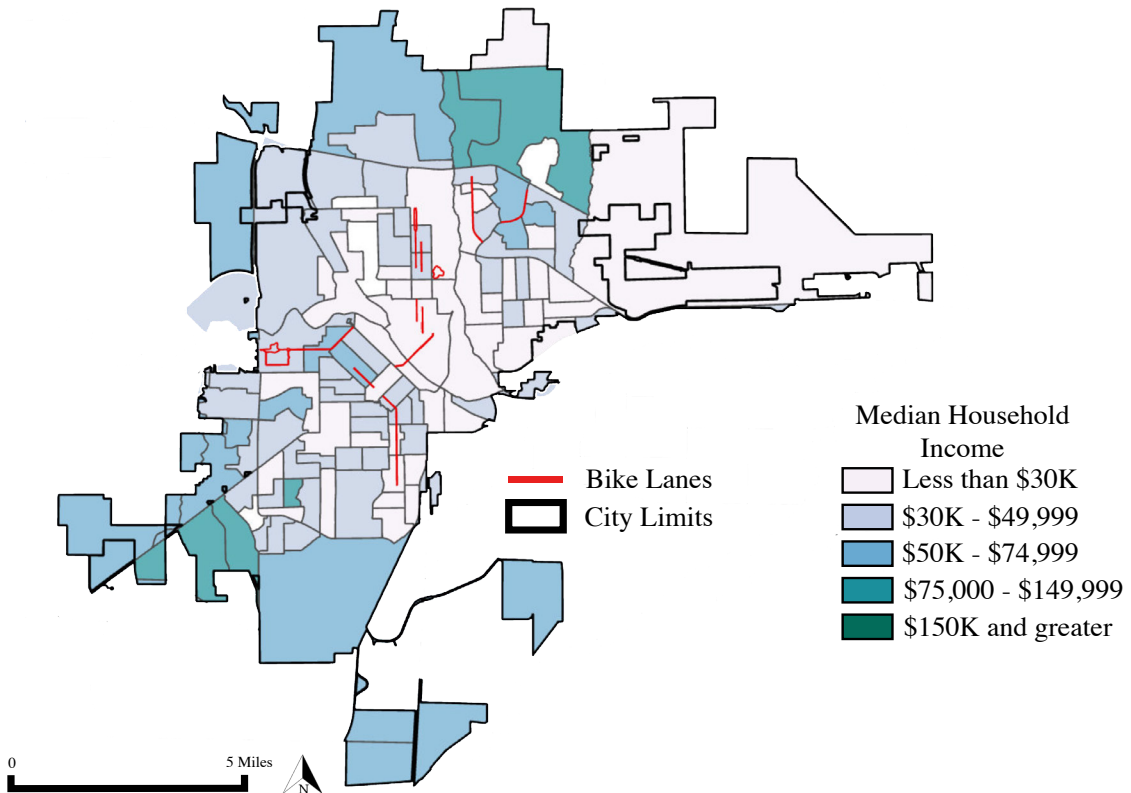 Median Household
Income
Less than $30K
$30K - $49,999
$50K - $74,999
$75,000 - $149,999
$150K and greater
Bike Lanes
City Limits
0
5 Miles
N